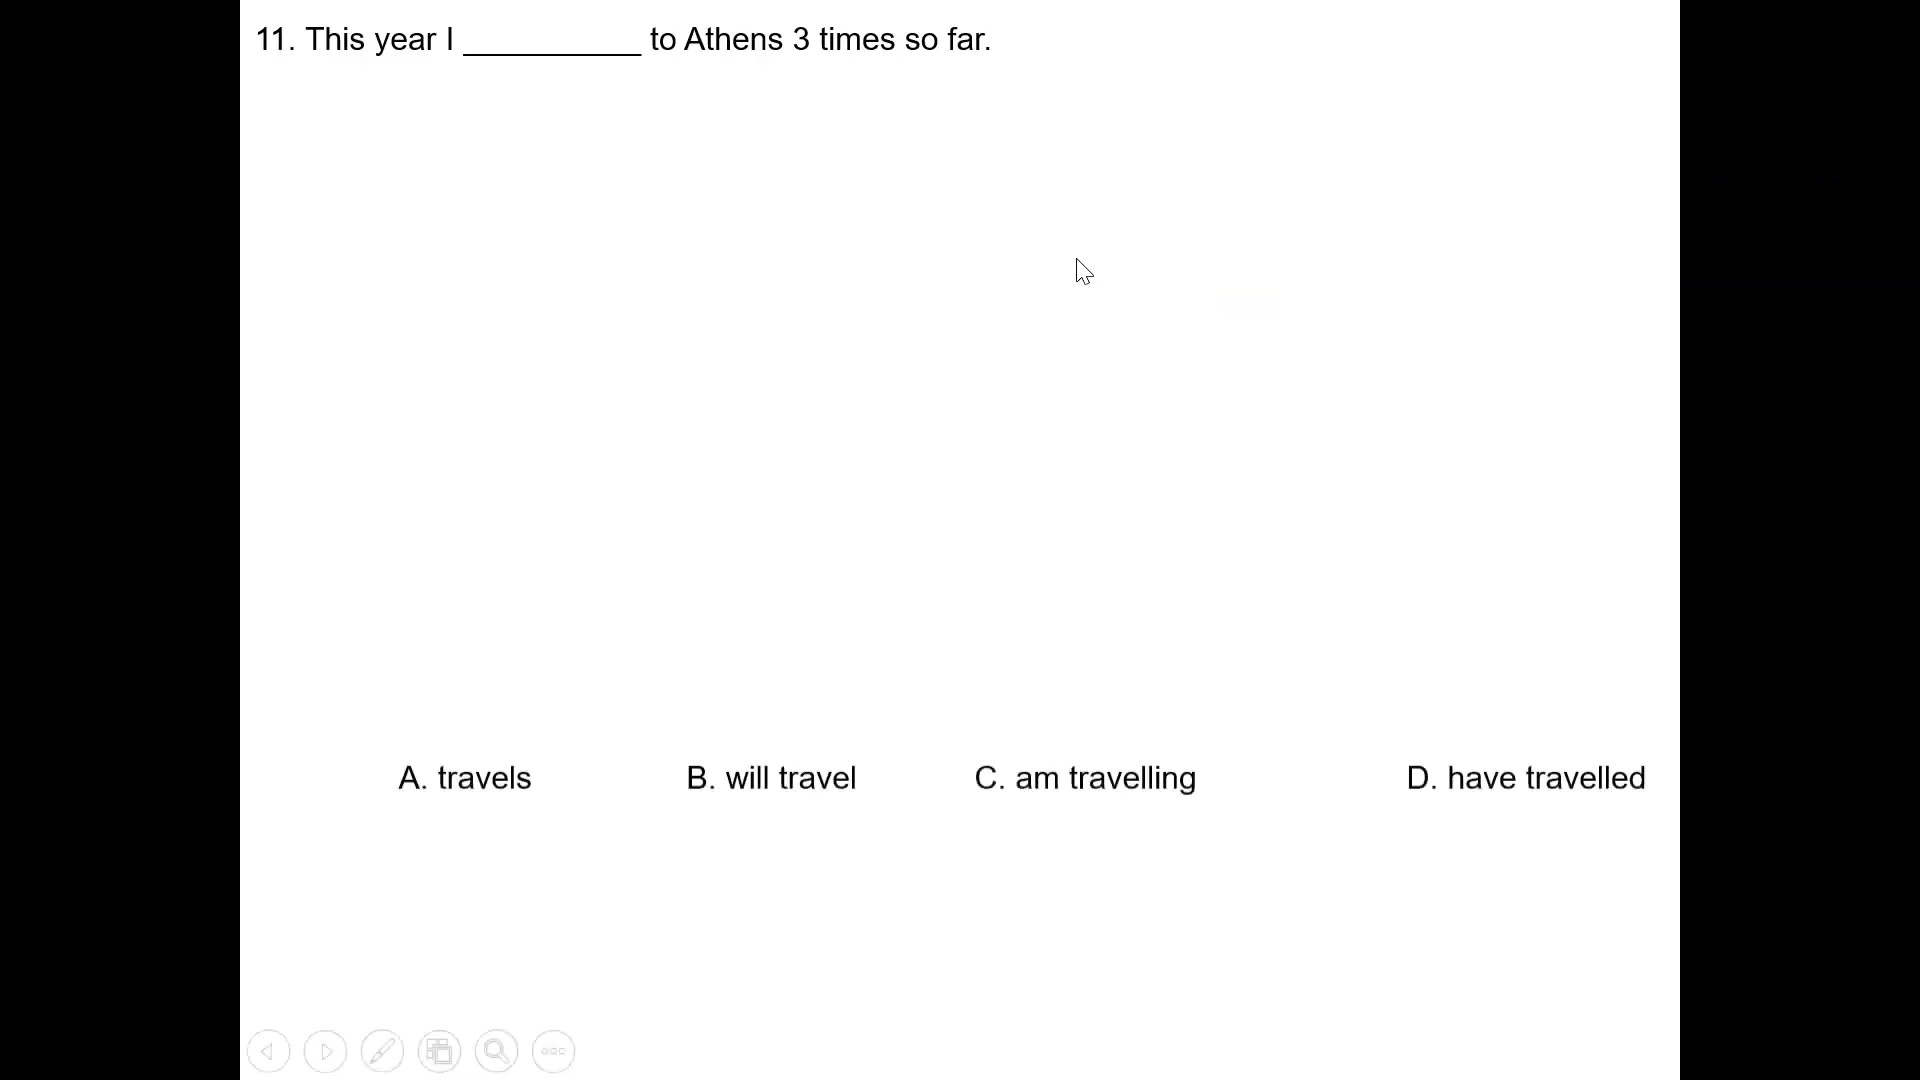 11. This year I __________ to Athens 3 times so far.
A. travels B. will travel C. am travelling D. have travelled